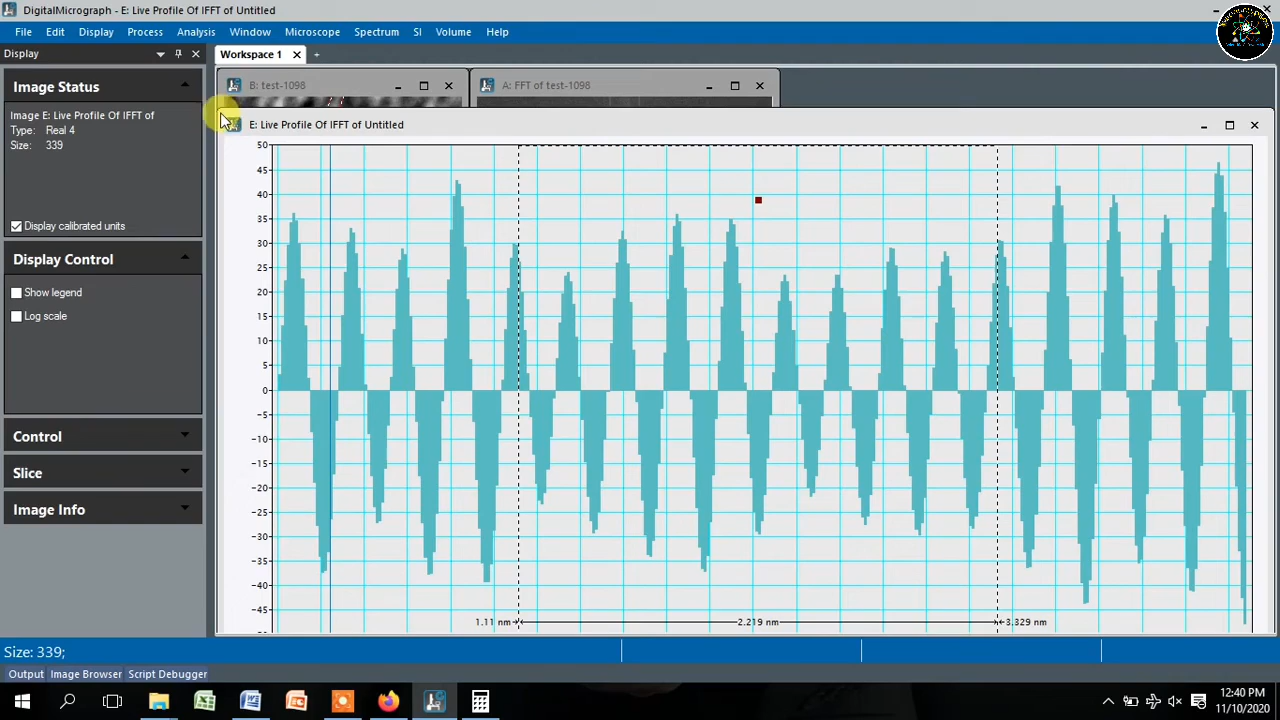 DigitalMicrograph - E: Live Profile Of IFFT of Untitled
File Edit Display Process Analysis Window Microscope Spectrum SI Volume Help
Display
Workspace 1
B: test-1098
A: FFT of test-1098
Image Status
Image E: Live Profile Of IFFT of
Type: Real 4
Size: 339
Display calibrated units
Display Control
Show legend
Log scale
Control
Slice
Image Info
E: Live Profile Of IFFT of Untitled
50
45
40
35
30
25
20
15
10
5
0
-5
-10
-15
-20
-25
-30
-35
-40
-45
1.11 nm
2.219 nm
3.329 nm
Size: 339;
Output Image Browser Script Debugger
12:40 PM
11/10/2020